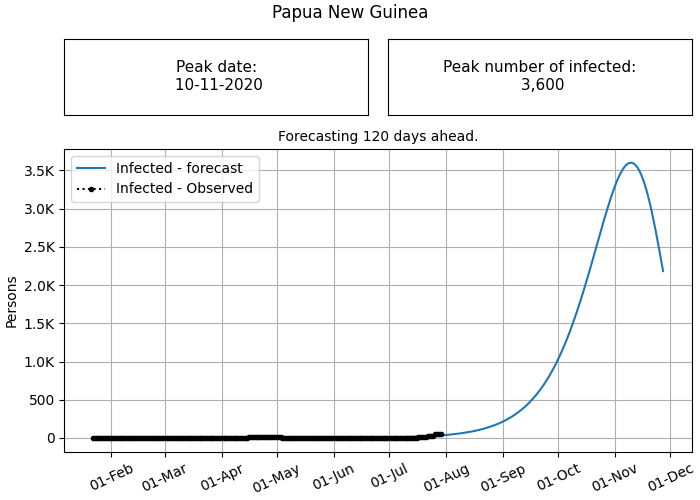 Papua New Guinea
Peak date:
10-11-2020
Peak number of infected:
3,600
Forecasting 120 days ahead.
Infected - forecast
Infected - Observed
Persons
3.5K
3.0K
2.5K
2.0K
1.5K
1.0K
500
0
01-Feb
01-Mar
01-Apr
01-May
01-Jun
01-Jul
01-Aug
01-Sep
01-Oct
01-Nov
01-Dec